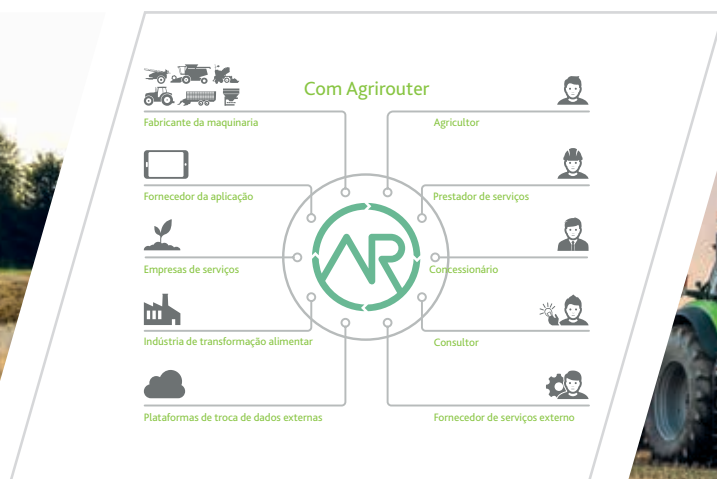 Com Agrirouter
Fabricante da maquinaria
Agricultor
Fornecedor da aplicação
Prestador de serviços
AR
Empresas de serviços
Concessionário
Indústria de transformação alimentar
Consultor
Plataformas de troca de dados externas
Fornecedor de serviços externo